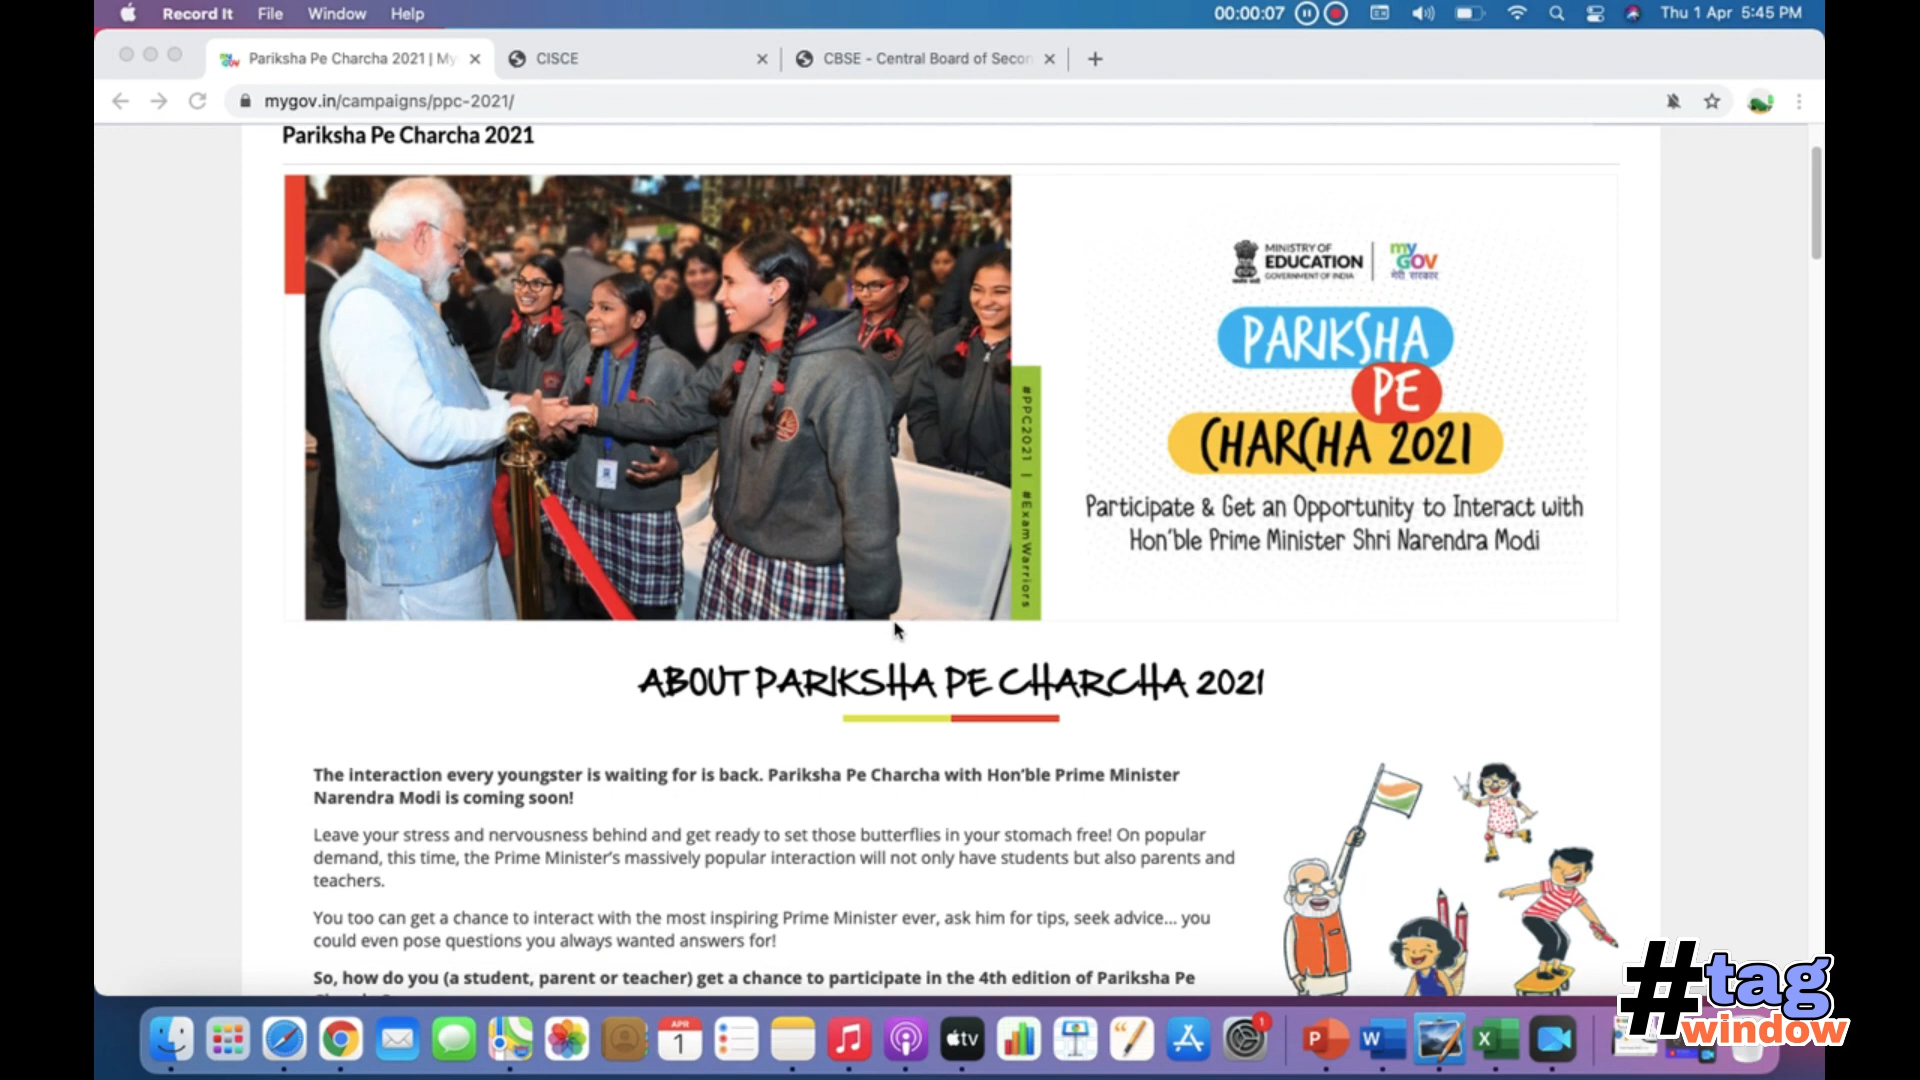 Record It File Window Help
00:00:07
Thu 1 Apr 5:45 PM
Pariksha Pe Charcha 2021 | My
CISCE
CBSE - Central Board of Secon
mygov.in/campaigns/ppc-2021/
Pariksha Pe Charcha 2021
MINISTRY OF
EDUCATION
GOVERNMENT OF INDIA
my
GOV
मेरी सरकार
PARIKSHA
PE
CHARCHA 2021
Participate & Get an Opportunity to Interact with
Hon'ble Prime Minister Shri Narendra Modi
#PPC2021 | #ExamWarriors
ABOUT PARIKSHA PE CHARCHA 2021
The interaction every youngster is waiting for is back. Pariksha Pe Charcha with Hon'ble Prime Minister
Narendra Modi is coming soon!
Leave your stress and nervousness behind and get ready to set those butterflies in your stomach free! On popular
demand, this time, the Prime Minister's massively popular interaction will not only have students but also parents and
teachers.
You too can get a chance to interact with the most inspiring Prime Minister ever, ask him for tips, seek advice... you
could even pose questions you always wanted answers for!
So, how do you (a student, parent or teacher) get a chance to participate in the 4th edition of Pariksha Pe
APR
1
tv
1
P
W
X
#tag
window